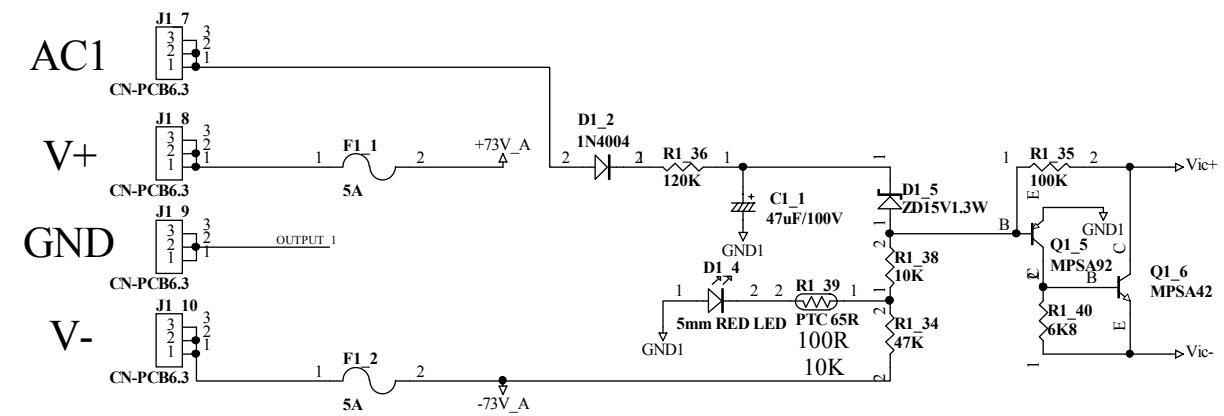 AC1
J1_7
3
2
1
3
2
1
CN-PCB6.3
V+
J1_8
3
2
1
3
2
1
CN-PCB6.3
F1_1
1
2
5A
+73V_A
GND
J1_9
3
2
1
3
2
1
CN-PCB6.3
OUTPUT_1
V-
J1_10
3
2
1
3
2
1
CN-PCB6.3
F1_2
1
2
5A
-73V_A
D1_2
1N4004
2
R1_36
1
120K
1
C1_1
+
47uF/100V
GND1
1
D1_5
ZD15V1.3W
1
2
R1_38
10K
1
D1_4
1
2
5mm RED LED
GND1
R1_39
2
1
PTC 65R
100R
10K
2
R1_34
47K
2
1
R1_35
2
100K
Vic+
E
GND1
B
Q1_5
MPSA92
C
2
C
B
Q1_6
MPSA42
R1_40
6K8
E
1
Vic-